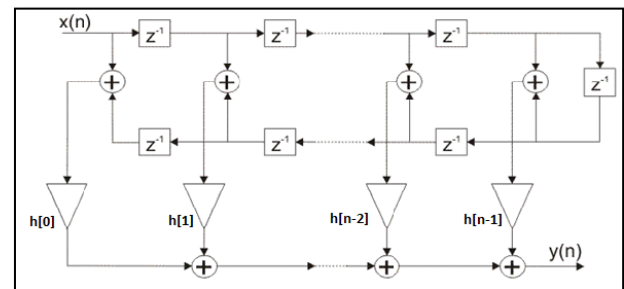 x(n)
z⁻¹ z⁻¹ z⁻¹
+ + + +
z⁻¹
z⁻¹ z⁻¹ z⁻¹
h[0] h[1] h[n-2] h[n-1]
+ + + y(n)